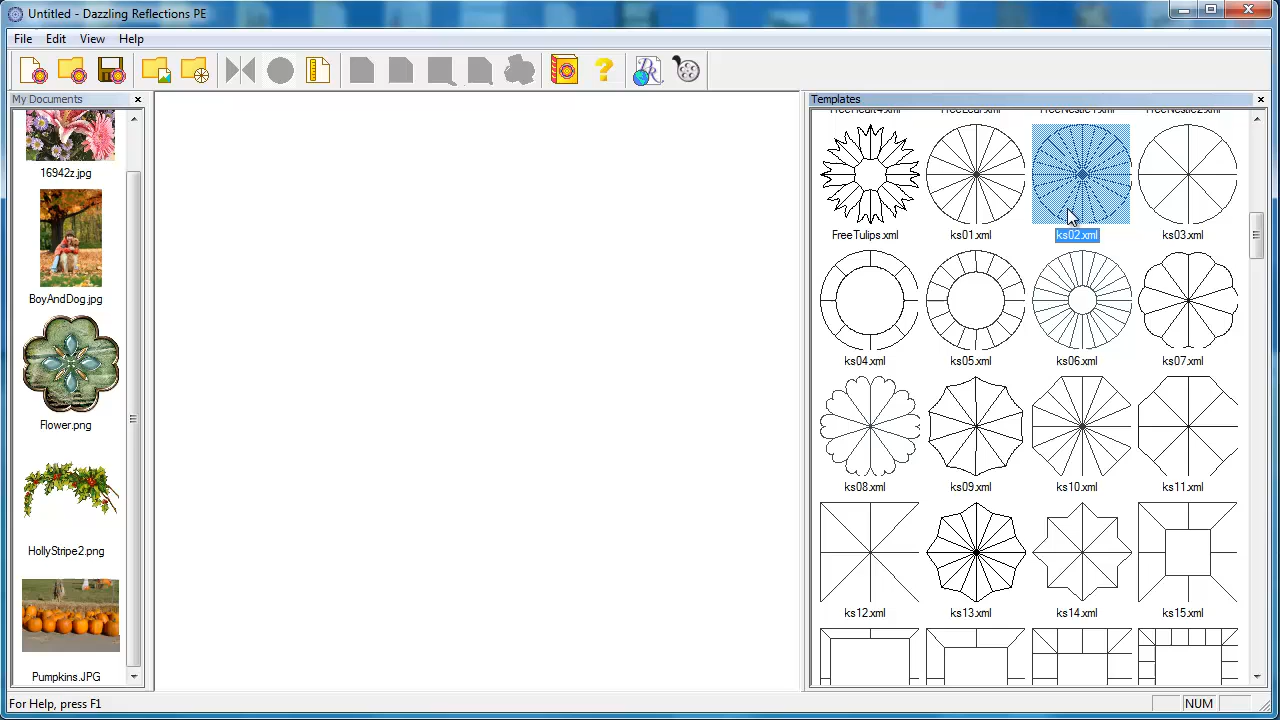 Untitled - Dazzling Reflections PE
File Edit View Help
My Documents
Templates
16942z.jpg
BoyAndDog.jpg
Flower.png
HollyStripe2.png
Pumpkins.JPG
FreeTulips.xml ks01.xml ks02.xml ks03.xml
ks04.xml ks05.xml ks06.xml ks07.xml
ks08.xml ks09.xml ks10.xml ks11.xml
ks12.xml ks13.xml ks14.xml ks15.xml
For Help, press F1
NUM